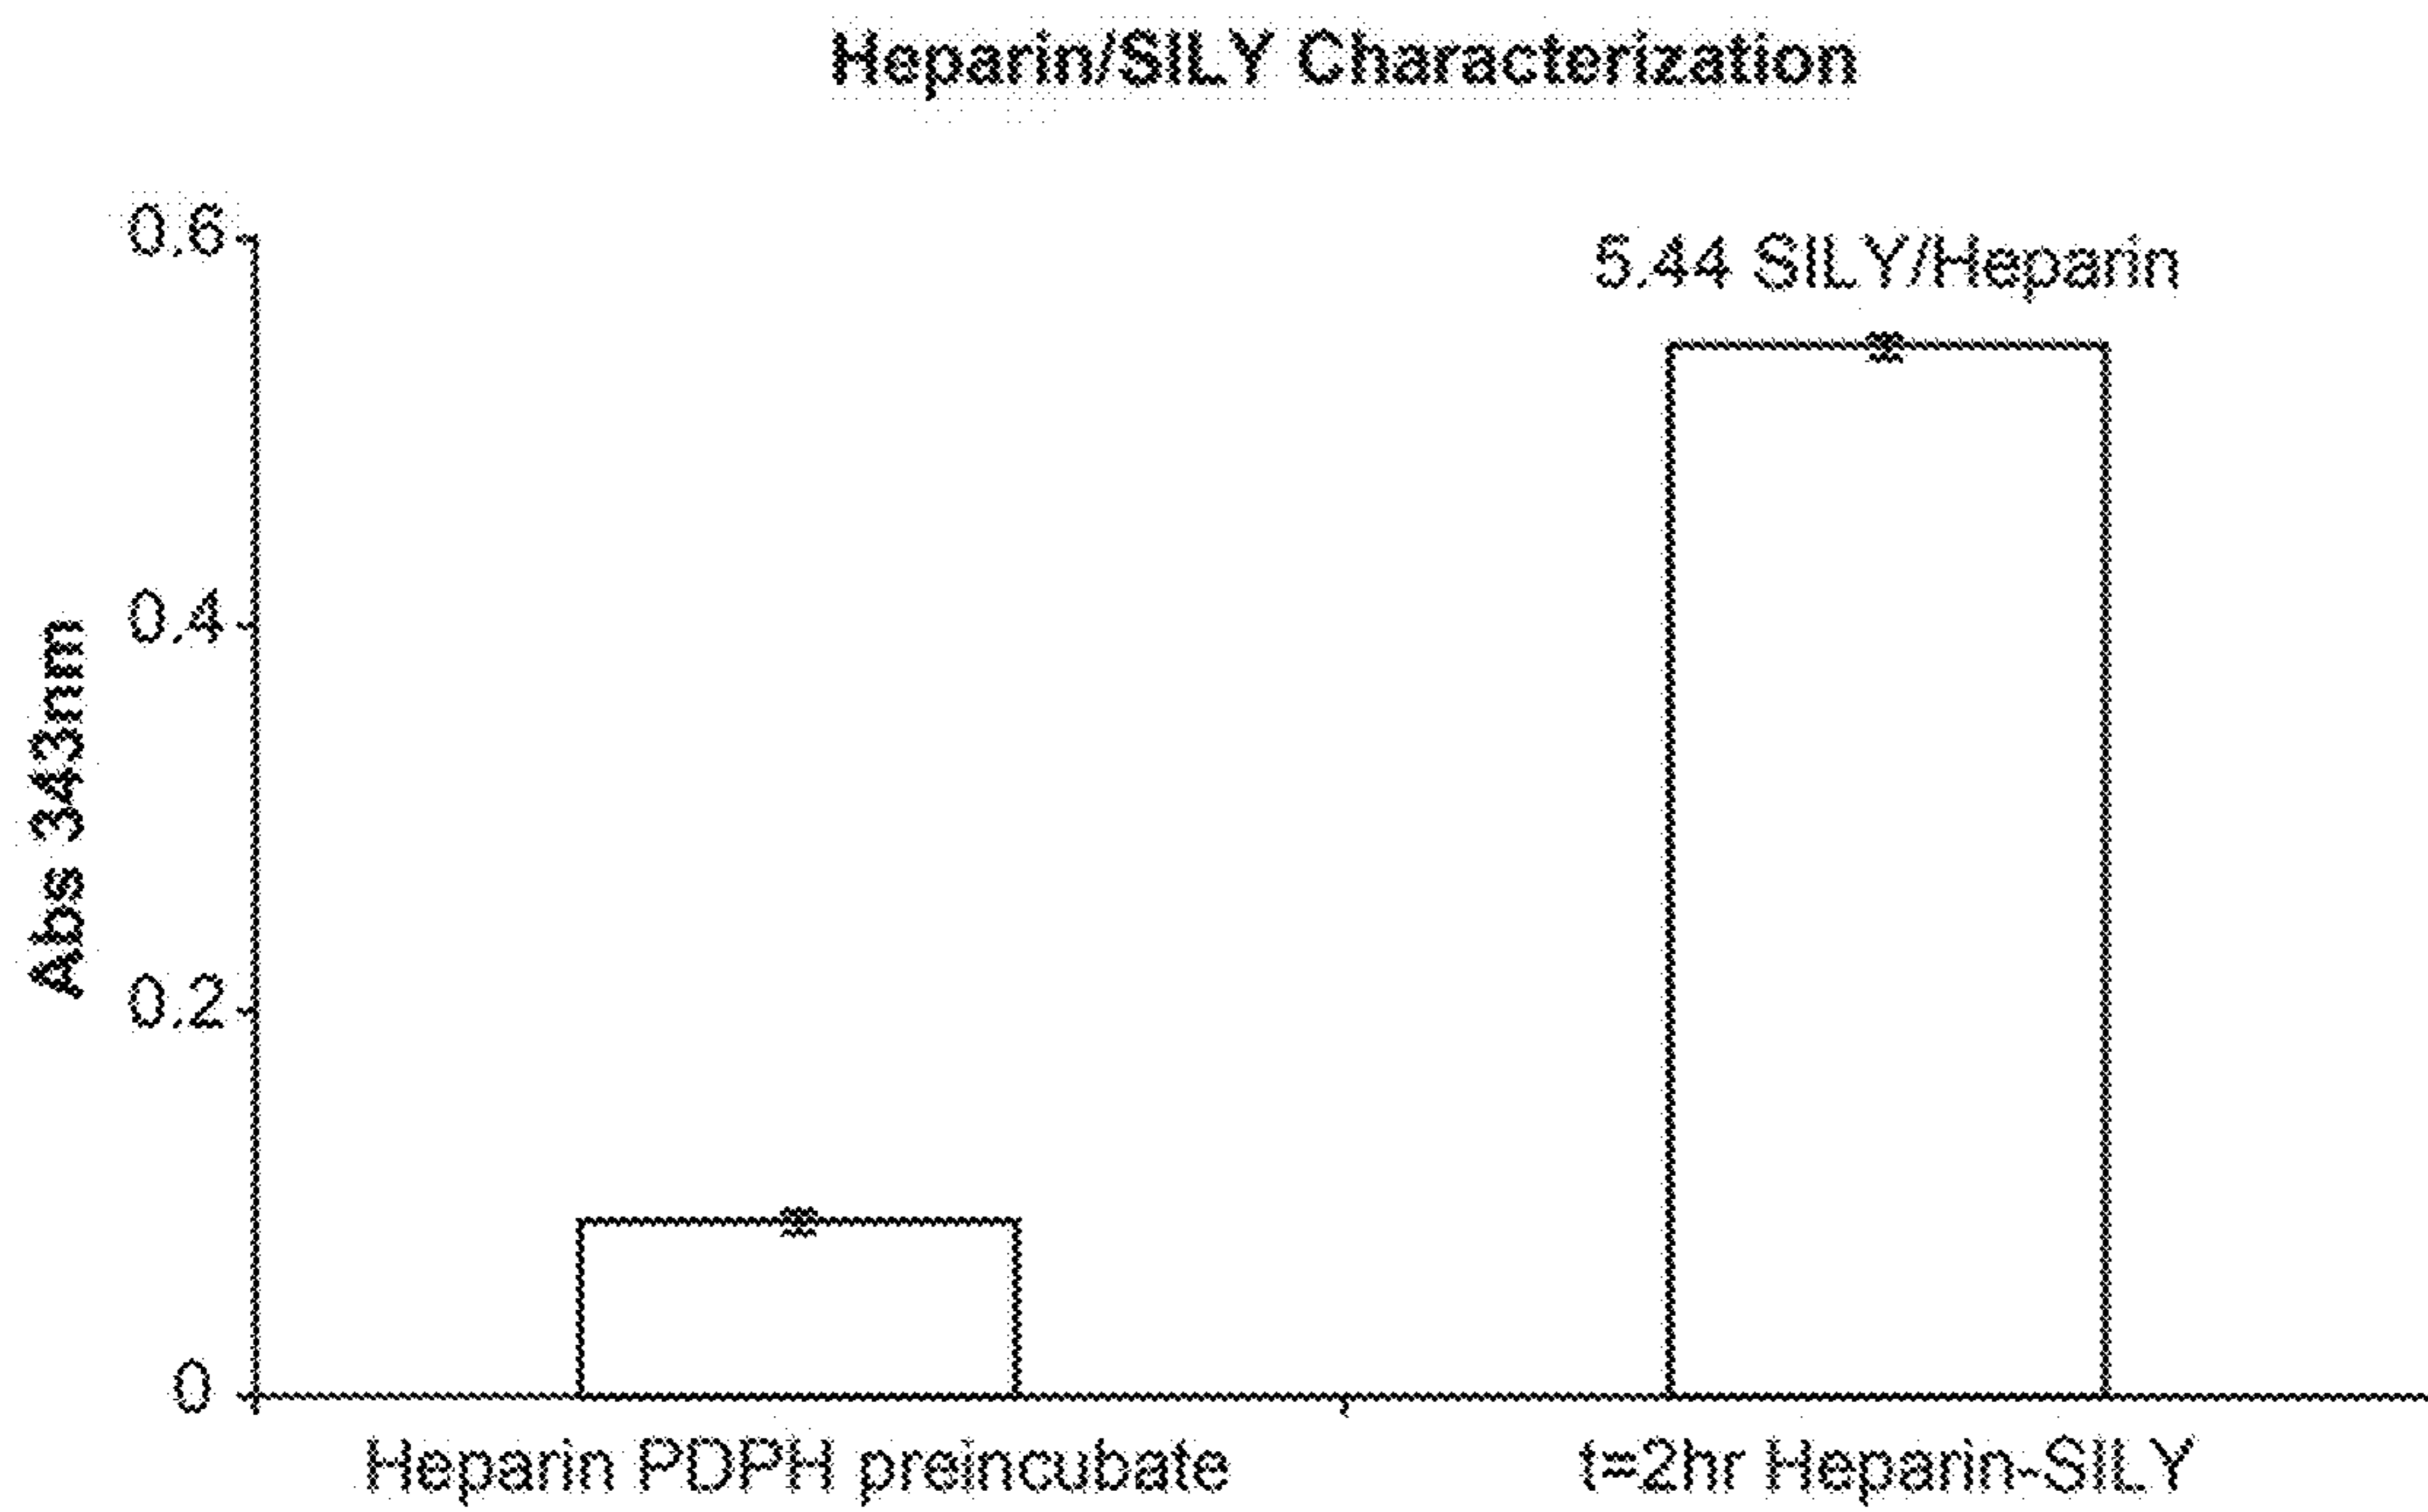 Heparin/SILY Characterization
0.6
5.44 SILY/Heparin
0.4
Abs 343nm
0.2
0
Heparin PDPH preincubate
t=2hr Heparin-SILY